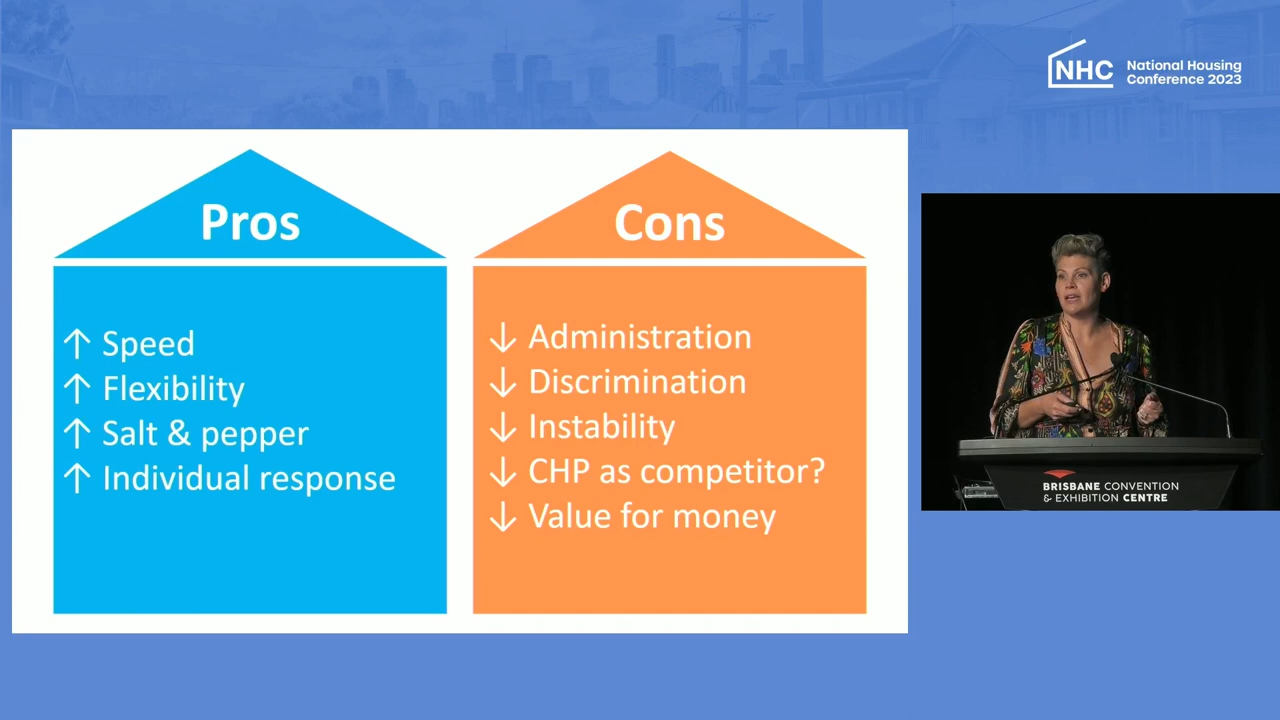 NHC
National Housing
Conference 2023
Pros
↑ Speed
↑ Flexibility
↑ Salt & pepper
↑ Individual response
Cons
↓ Administration
↓ Discrimination
↓ Instability
↓ CHP as competitor?
↓ Value for money
BRISBANE CONVENTION
& EXHIBITION CENTRE